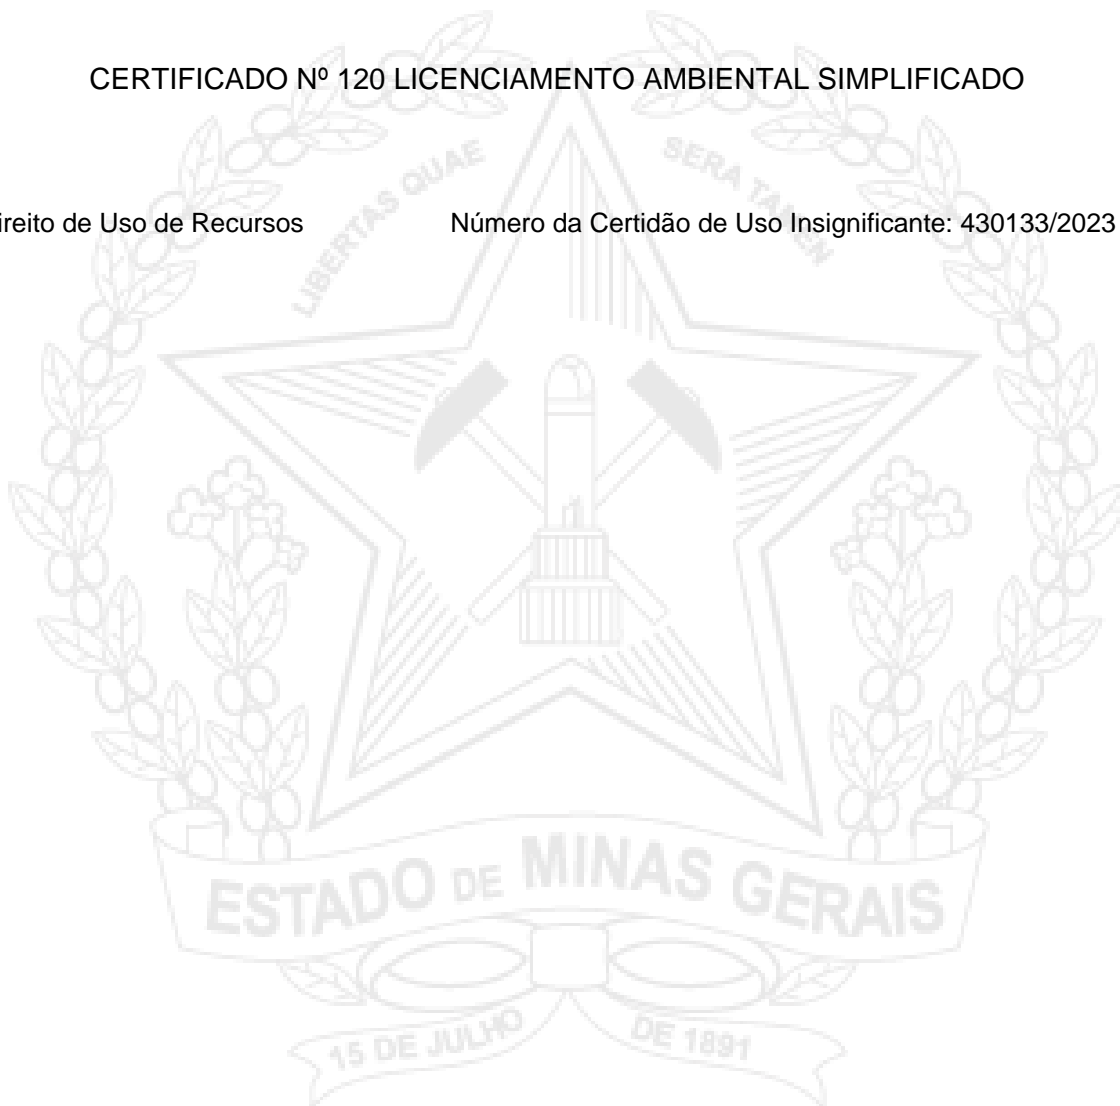 CERTIFICADO Nº 120 LICENCIAMENTO AMBIENTAL SIMPLIFICADO
LIBERTAS QUAE SERA TAMEN
ireito de Uso de Recursos Número da Certidão de Uso Insignificante: 430133/2023
ESTADO DE MINAS GERAIS
15 DE JULHO DE 1891